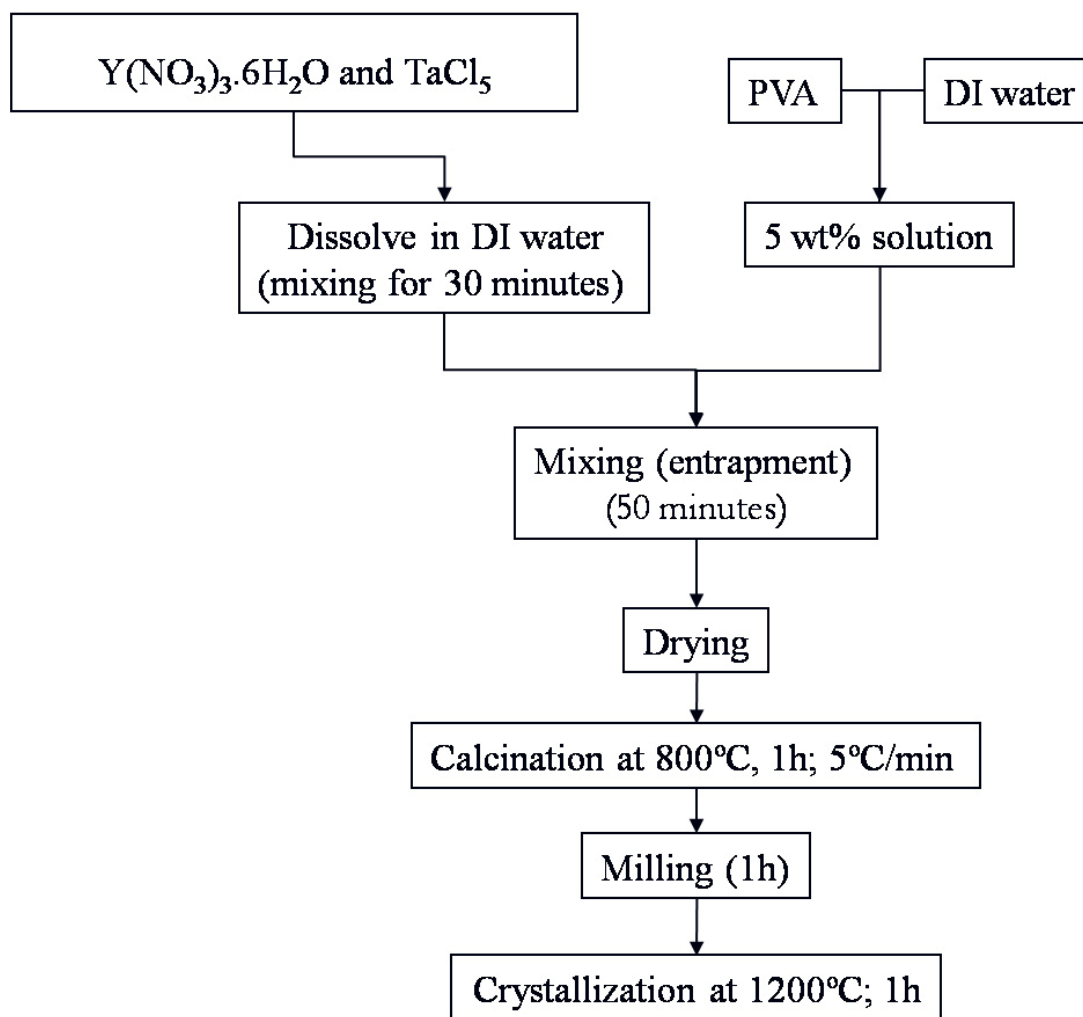 Y(NO₃)₃.6H₂O and TaCl₅
PVA
DI water
Dissolve in DI water
(mixing for 30 minutes)
5 wt% solution
Mixing (entrapment)
(50 minutes)
Drying
Calcination at 800ºC, 1h; 5ºC/min
Milling (1h)
Crystallization at 1200ºC; 1h